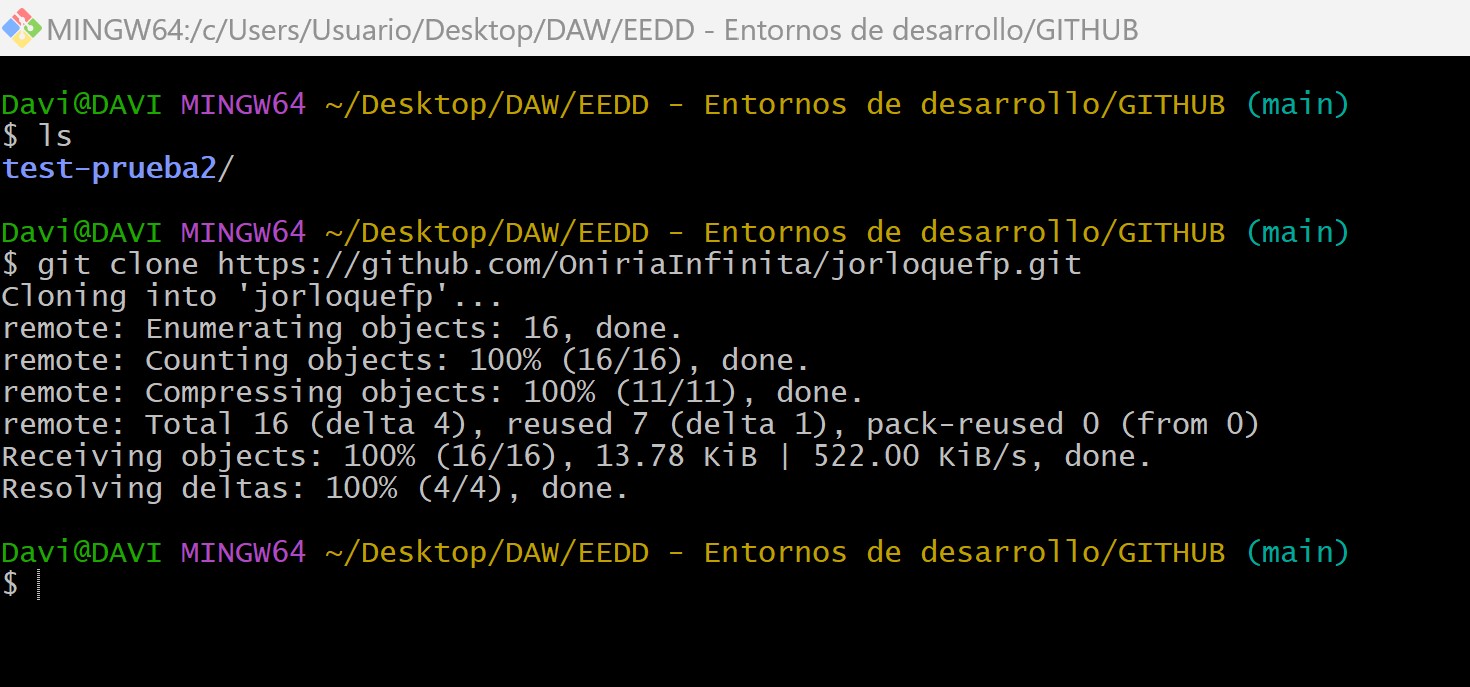 MINGW64:/c/Users/Usuario/Desktop/DAW/EEDD - Entornos de desarrollo/GITHUB
Davi@DAVI MINGW64 ~/Desktop/DAW/EEDD - Entornos de desarrollo/GITHUB (main)
$ ls
test-prueba2/
Davi@DAVI MINGW64 ~/Desktop/DAW/EEDD - Entornos de desarrollo/GITHUB (main)
$ git clone https://github.com/OniriaInfinita/jorloquefp.git
Cloning into 'jorloquefp'...
remote: Enumerating objects: 16, done.
remote: Counting objects: 100% (16/16), done.
remote: Compressing objects: 100% (11/11), done.
remote: Total 16 (delta 4), reused 7 (delta 1), pack-reused 0 (from 0)
Receiving objects: 100% (16/16), 13.78 KiB | 522.00 KiB/s, done.
Resolving deltas: 100% (4/4), done.
Davi@DAVI MINGW64 ~/Desktop/DAW/EEDD - Entornos de desarrollo/GITHUB (main)
$